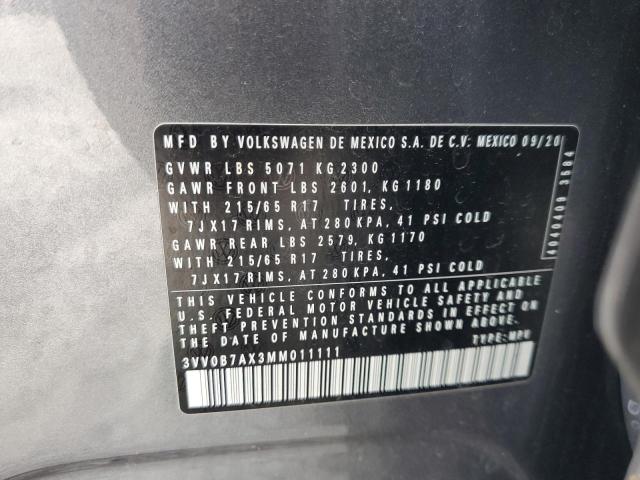 MFD BY VOLKSWAGEN DE MEXICO S.A. DE C.V. MEXICO 09/20
GVWR LBS 5071 KG 2300
GAWR FRONT LBS 2601, KG 1180
WITH 215/65 R17 TIRES,
7JX17 RIMS, AT 280 KPA, 41 PSI COLD
GAWR REAR LBS 2579, KG 1170
WITH 215/65 R17 TIRES,
7JX17 RIMS, AT 280 KPA, 41 PSI COLD
THIS VEHICLE CONFORMS TO ALL APPLICABLE
U.S. FEDERAL MOTOR VEHICLE SAFETY AND
THEFT PREVENTION STANDARDS IN EFFECT ON
THE DATE OF MANUFACTURE SHOWN ABOVE.
3VV0B7AX3MM011111
TYPE: MPV
4040409 3584